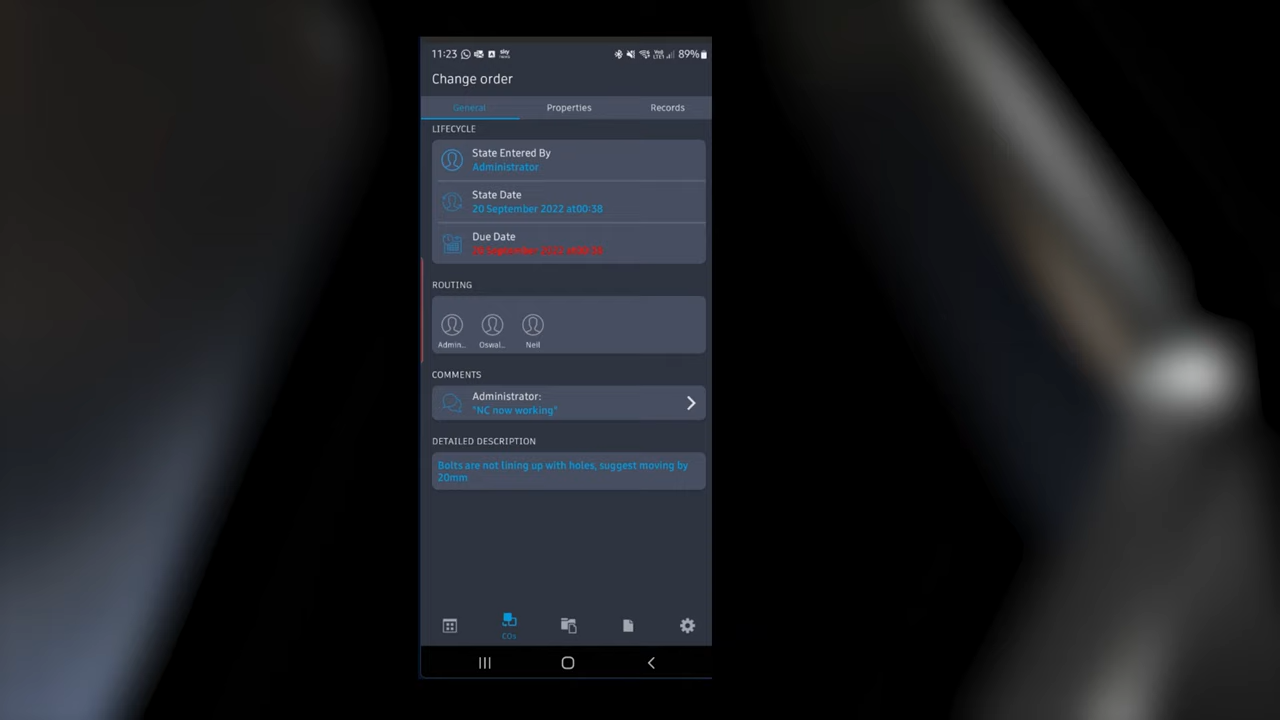 11:23 89%
Change order
General Properties Records
LIFECYCLE
State Entered By
Administrator
State Date
20 September 2022 at00:38
Due Date
ROUTING
Admin... Oswal... Neil
COMMENTS
Administrator:
"NC now working"
DETAILED DESCRIPTION
Bolts are not lining up with holes, suggest moving by
20mm
COs